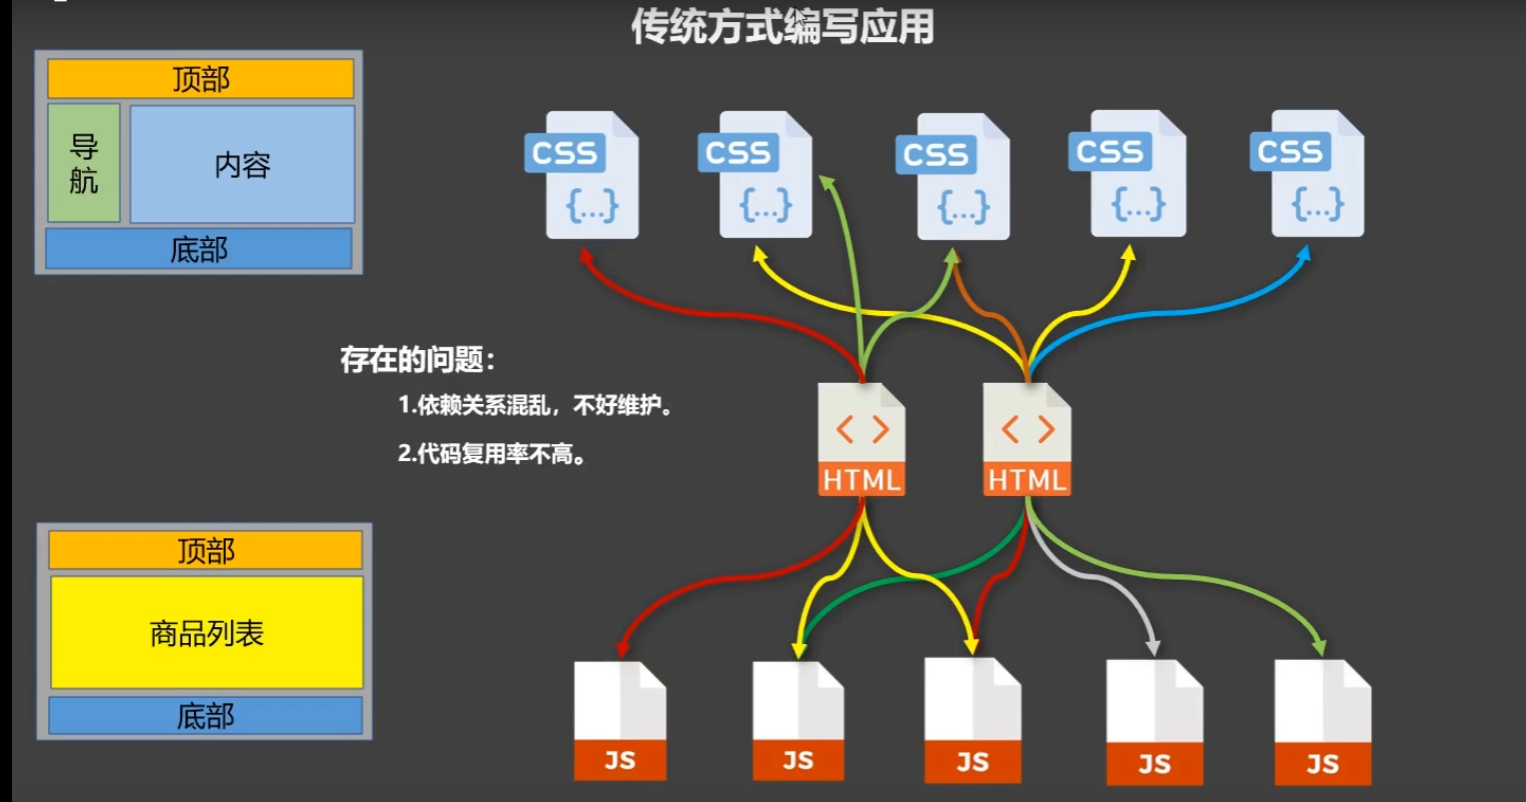 传统方式编写应用
顶部
导
航
内容
底部
CSS
{...}
CSS
{...}
CSS
{...}
CSS
{...}
CSS
{...}
存在的问题：
1.依赖关系混乱，不好维护。
2.代码复用率不高。
< >
HTML
< >
HTML
顶部
商品列表
底部
JS
JS
JS
JS
JS